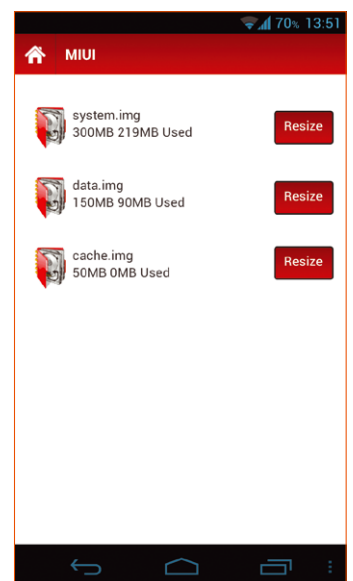 70% 13:51
MIUI
system.img
300MB 219MB Used
Resize
data.img
150MB 90MB Used
Resize
cache.img
50MB 0MB Used
Resize